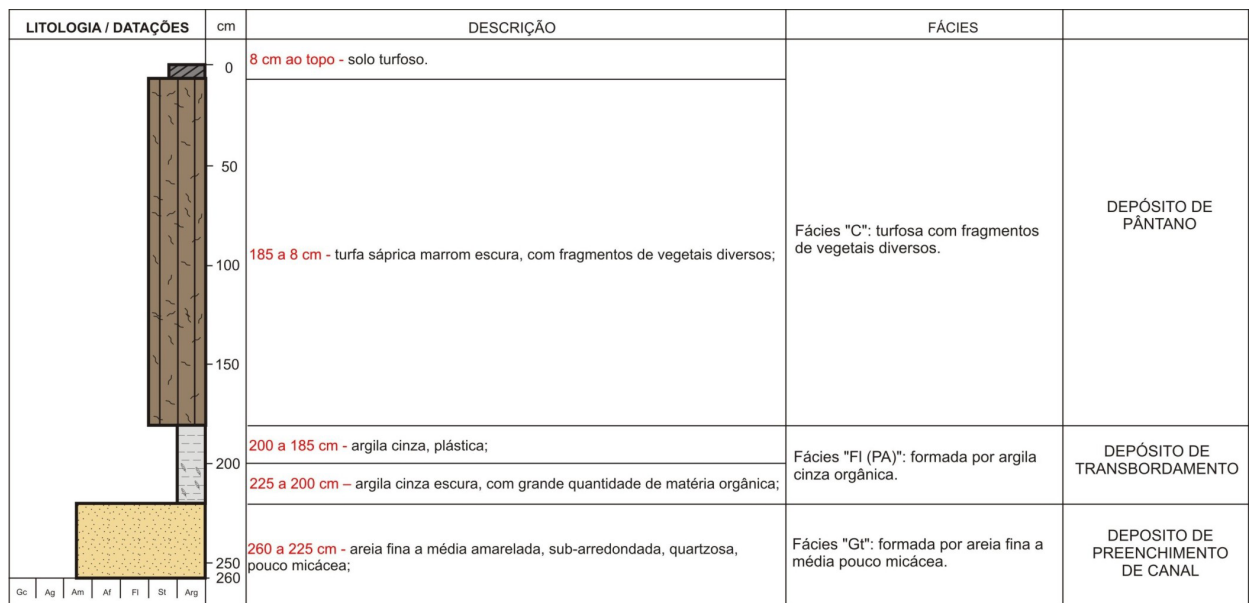 LITOLOGIA / DATAÇÕES
cm
DESCRIÇÃO
FÁCIES
0
50
100
150
200
250
260
8 cm ao topo - solo turfoso.
185 a 8 cm - turfa sáprica marrom escura, com fragmentos de vegetais diversos;
200 a 185 cm - argila cinza, plástica;
225 a 200 cm – argila cinza escura, com grande quantidade de matéria orgânica;
260 a 225 cm - areia fina a média amarelada, sub-arredondada, quartzosa,
pouco micácea;
Fácies "C": turfosa com fragmentos
de vegetais diversos.
Fácies "Fl (PA)": formada por argila
cinza orgânica.
Fácies "Gt": formada por areia fina a
média pouco micácea.
DEPÓSITO DE
PÂNTANO
DEPÓSITO DE
TRANSBORDAMENTO
DEPOSITO DE
PREENCHIMENTO
DE CANAL
Gc Ag Am Af Fl St Arg